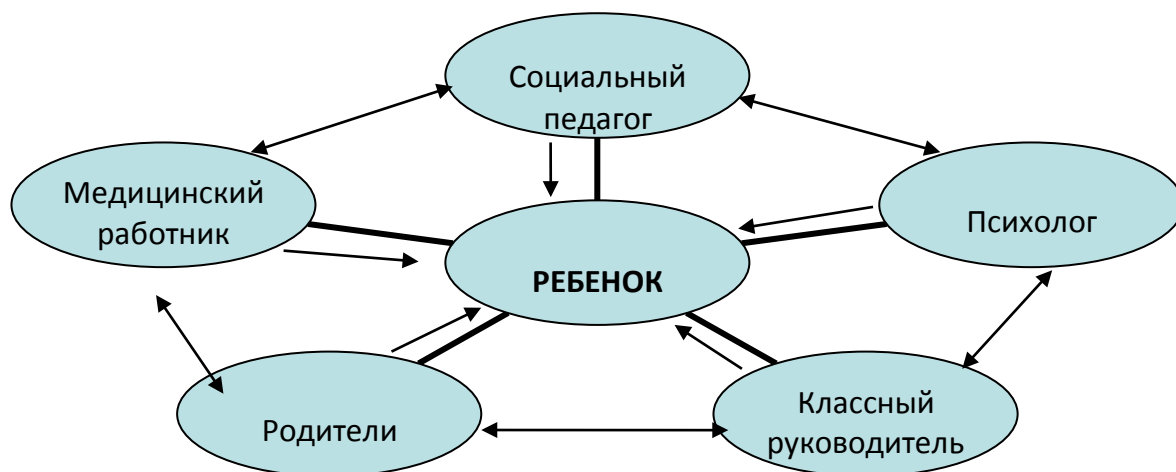 Социальный
педагог
Медицинский
работник
Психолог
РЕБЕНОК
Родители
Классный
руководитель